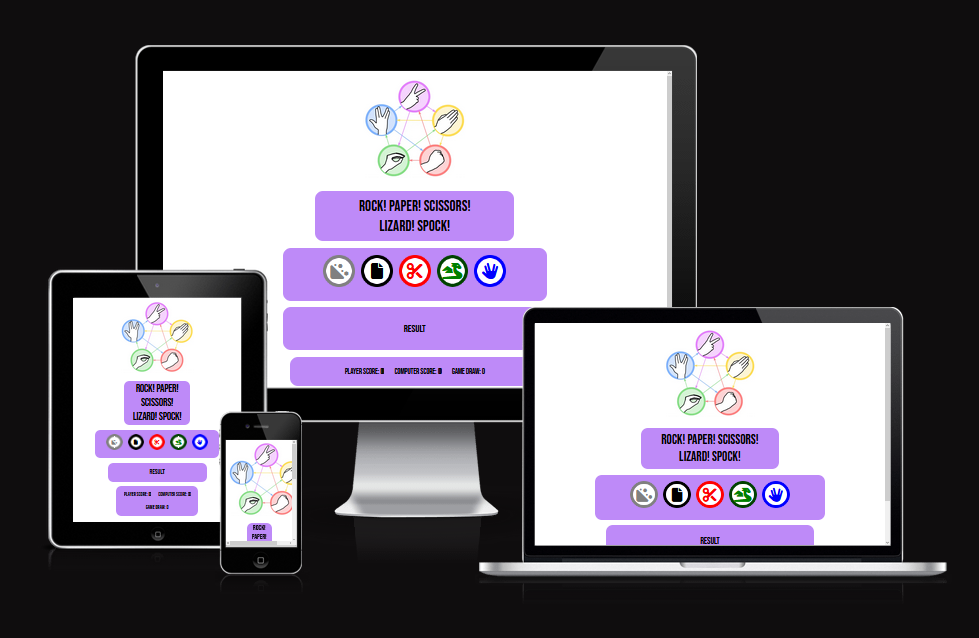 ROCK! PAPER! SCISSORS!
LIZARD! SPOCK!
RESULT
PLAYER SCORE: 0 COMPUTER SCORE: 0 GAME DRAW: 0
ROCK! PAPER!
SCISSORS!
LIZARD! SPOCK!
RESULT
PLAYER SCORE: 0 COMPUTER SCORE: 0
GAME DRAW: 0
ROCK!
PAPER!
ROCK! PAPER! SCISSORS!
LIZARD! SPOCK!
RESULT